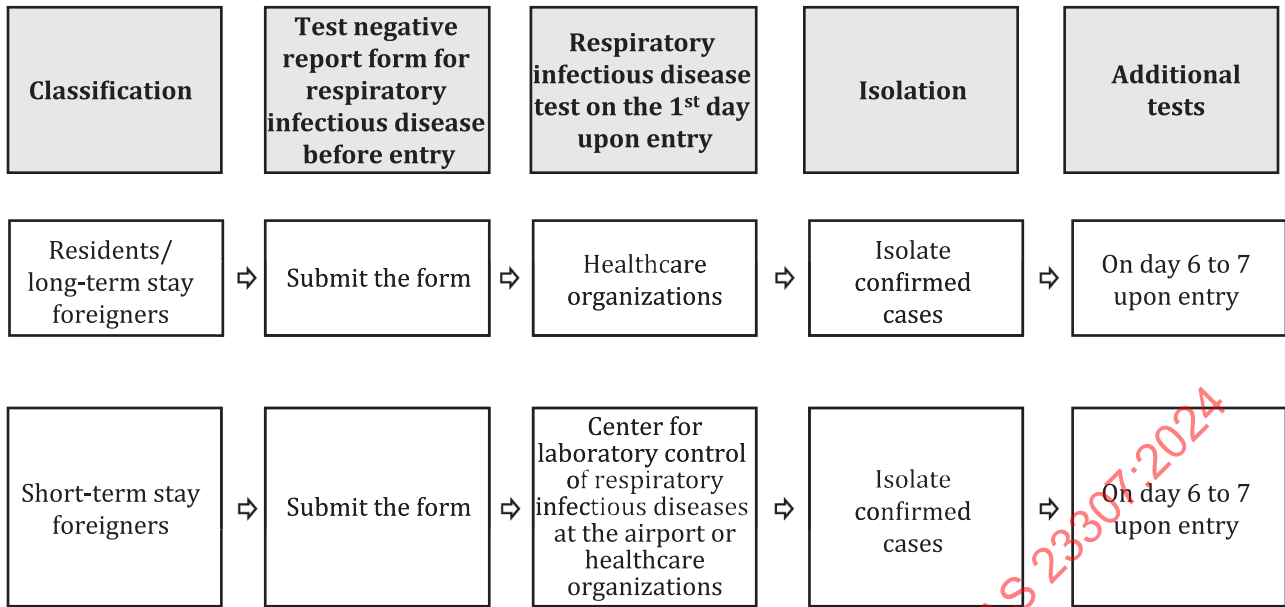 Classification
Test negative
report form for
respiratory
infectious disease
before entry
Respiratory
infectious disease
test on the 1st day
upon entry
Isolation
Additional
tests
Residents/
long-term stay
foreigners
Submit the form
Healthcare
organizations
Isolate
confirmed
cases
On day 6 to 7
upon entry
Short-term stay
foreigners
Submit the form
Center for
laboratory control
of respiratory
infectious diseases
at the airport or
healthcare
organizations
Isolate
confirmed
cases
On day 6 to 7
upon entry
AS 23307:2024